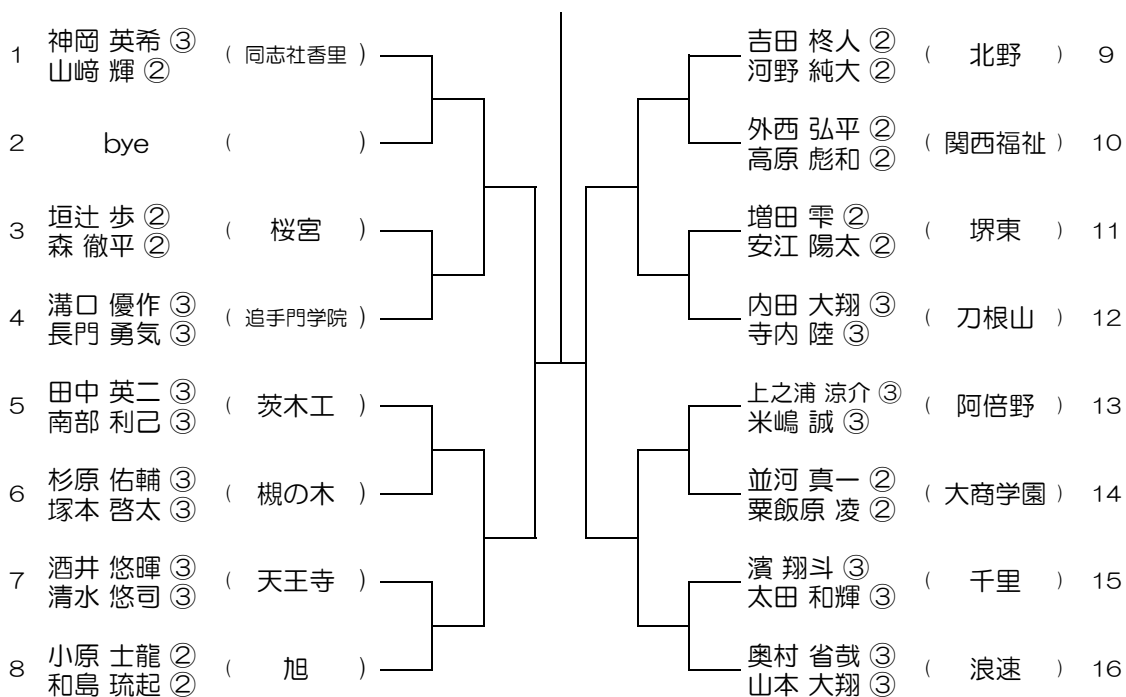 1 神岡 英希 ③ ( 同志社香里 )
山﨑 輝 ②
2 bye ( )
3 垣辻 歩 ② ( 桜宮 )
森 徹平 ②
4 溝口 優作 ③ ( 追手門学院 )
長門 勇気 ③
5 田中 英二 ③ ( 茨木工 )
南部 利己 ③
6 杉原 佑輔 ③ ( 槻の木 )
塚本 啓太 ③
7 酒井 悠暉 ③ ( 天王寺 )
清水 悠司 ③
8 小原 士龍 ② ( 旭 )
和島 琉起 ②
吉田 柊人 ② ( 北野 ) 9
河野 純大 ②
外西 弘平 ② ( 関西福祉 ) 10
高原 彪和 ②
増田 雫 ② ( 堺東 ) 11
安江 陽太 ②
内田 大翔 ③ ( 刀根山 ) 12
寺内 陸 ③
上之浦 涼介 ③ ( 阿倍野 ) 13
米嶋 誠 ③
並河 真一 ② ( 大商学園 ) 14
粟飯原 凌 ②
濱 翔斗 ③ ( 千里 ) 15
太田 和輝 ③
奥村 省哉 ③ ( 浪速 ) 16
山本 大翔 ③